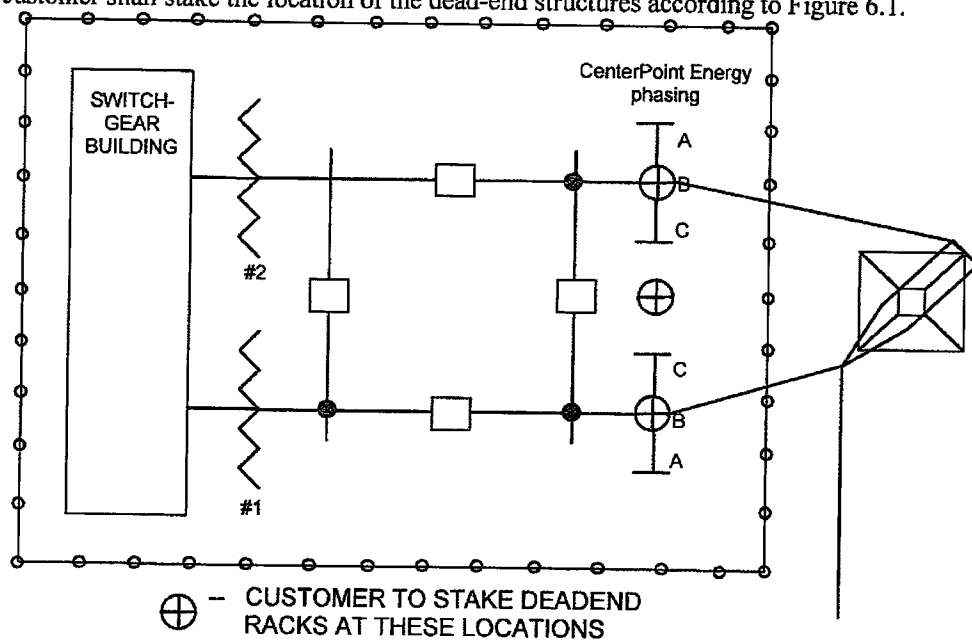 customer shall stake the location of the dead-end structures according to Figure 6.1.
CenterPoint Energy
phasing
SWITCH-
GEAR
BUILDING
A
B
C
#2
C
B
A
#1
– CUSTOMER TO STAKE DEADEND
RACKS AT THESE LOCATIONS